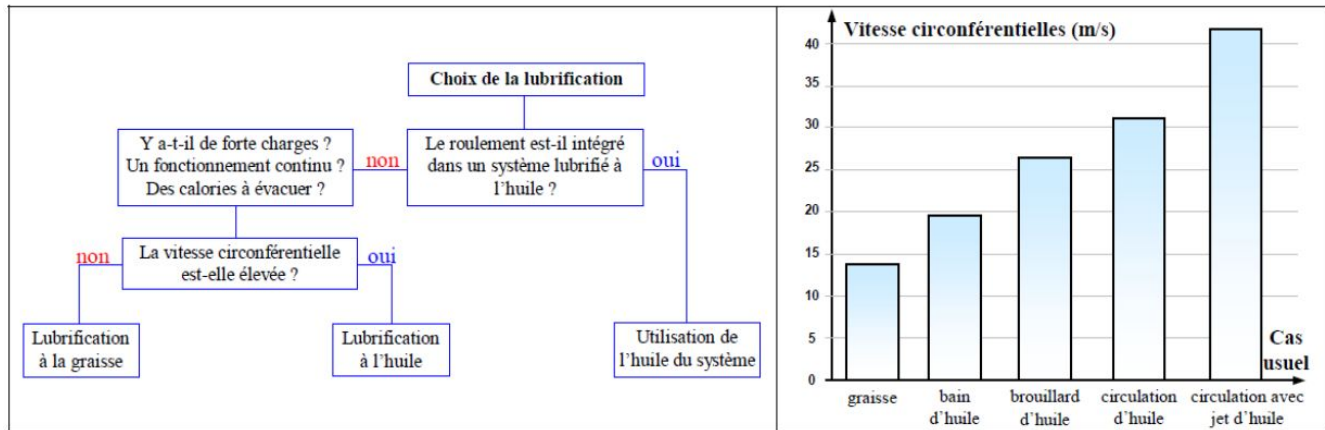 Choix de la lubrification
Y a-t-il de forte charges ?
Un fonctionnement continu ?
Des calories à évacuer ?
non
Le roulement est-il intégré
dans un système lubrifié à
l'huile ?
oui
non
La vitesse circonférentielle
est-elle élevée ?
oui
Lubrification
à la graisse
Lubrification
à l'huile
Utilisation de
l'huile du système
Vitesse circonférentielles (m/s)
40
35
30
25
20
15
10
5
0
Cas
usuel
graisse
bain
d'huile
brouillard
d'huile
circulation
d'huile
circulation avec
jet d'huile